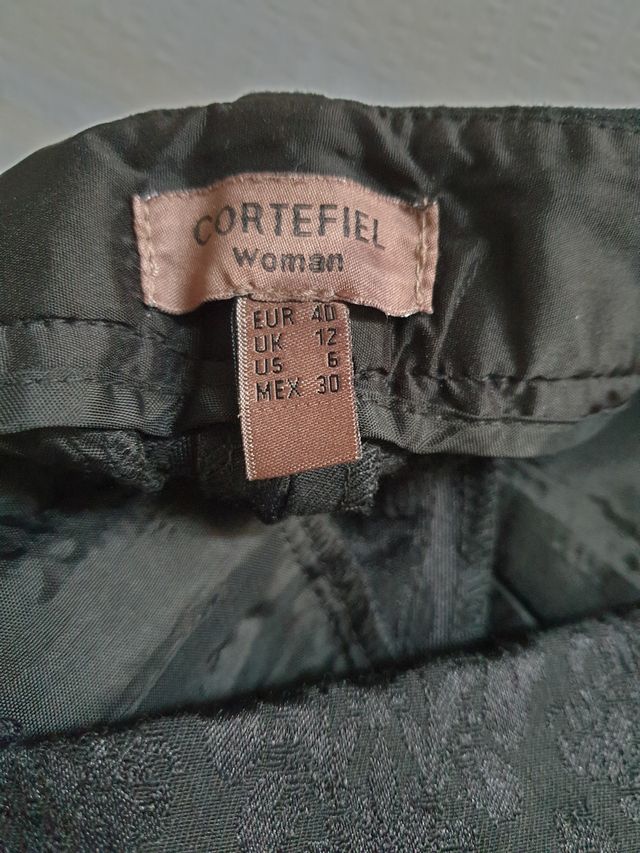 CORTEFIEL
Woman
EUR 40
UK 12
US 6
MEX 30